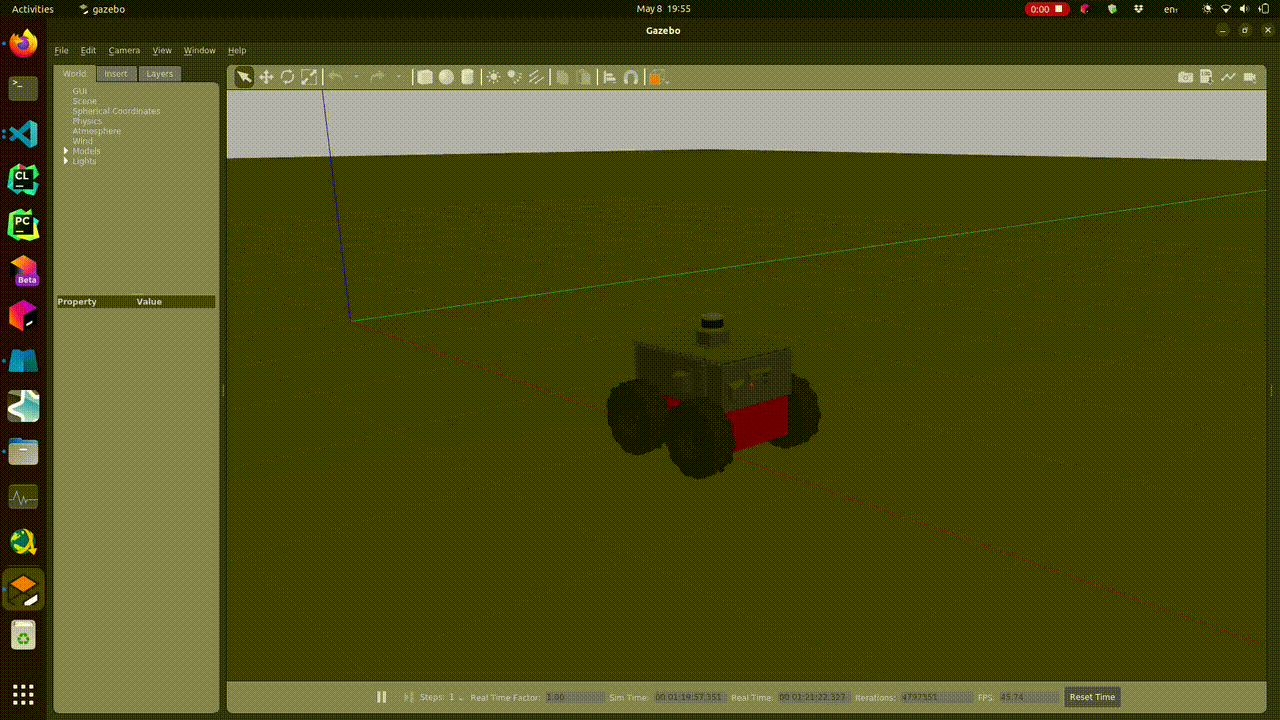 Activities gazebo May 8 19:55 0:00 en₁
Gazebo
File Edit Camera View Window Help
World Insert Layers
GUI
Scene
Spherical Coordinates
Physics
Atmosphere
Wind
Models
Lights
CL
PC
Beta
Property Value
Steps: 1 Real Time Factor: 1.00 Sim Time: 00 01:19:57.351 Real Time: 00 01:21:22.327 Iterations: 4797351 FPS: 45.74 Reset Time